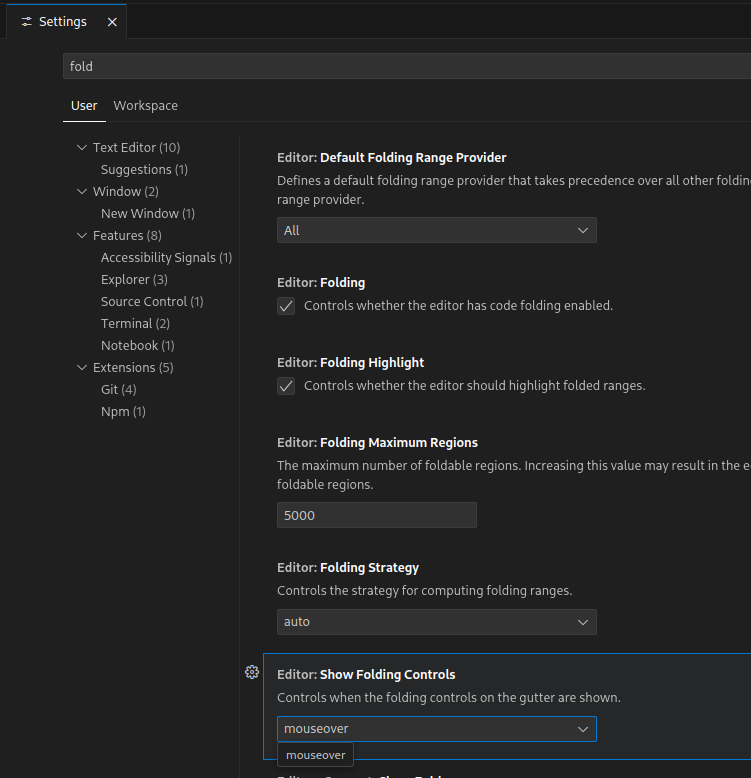 Settings
fold
User Workspace
Text Editor (10)
Suggestions (1)
Window (2)
New Window (1)
Features (8)
Accessibility Signals (1)
Explorer (3)
Source Control (1)
Terminal (2)
Notebook (1)
Extensions (5)
Git (4)
Npm (1)
Editor: Default Folding Range Provider
Defines a default folding range provider that takes precedence over all other
range provider.
All
Editor: Folding
Controls whether the editor has code folding enabled.
Editor: Folding Highlight
Controls whether the editor should highlight folded ranges.
Editor: Folding Maximum Regions
The maximum number of foldable regions. Increasing this value may result in the
foldable regions.
5000
Editor: Folding Strategy
Controls the strategy for computing folding ranges.
auto
Editor: Show Folding Controls
Controls when the folding controls on the gutter are shown.
mouseover
mouseover